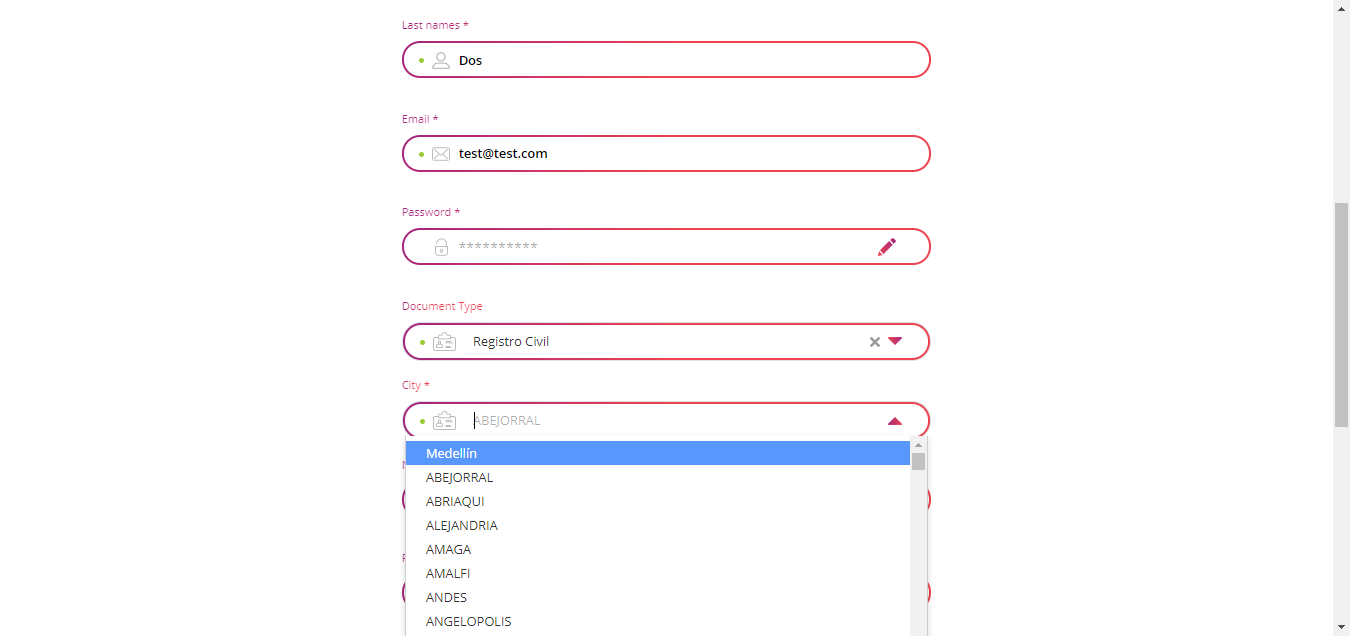 Last names *
Dos
Email *
test@test.com
Password *
**********
Document Type
Registro Civil
City *
ABEJORRAL
Medellín
ABEJORRAL
ABRIAQUI
ALEJANDRIA
AMAGA
AMALFI
ANDES
ANGELOPOLIS